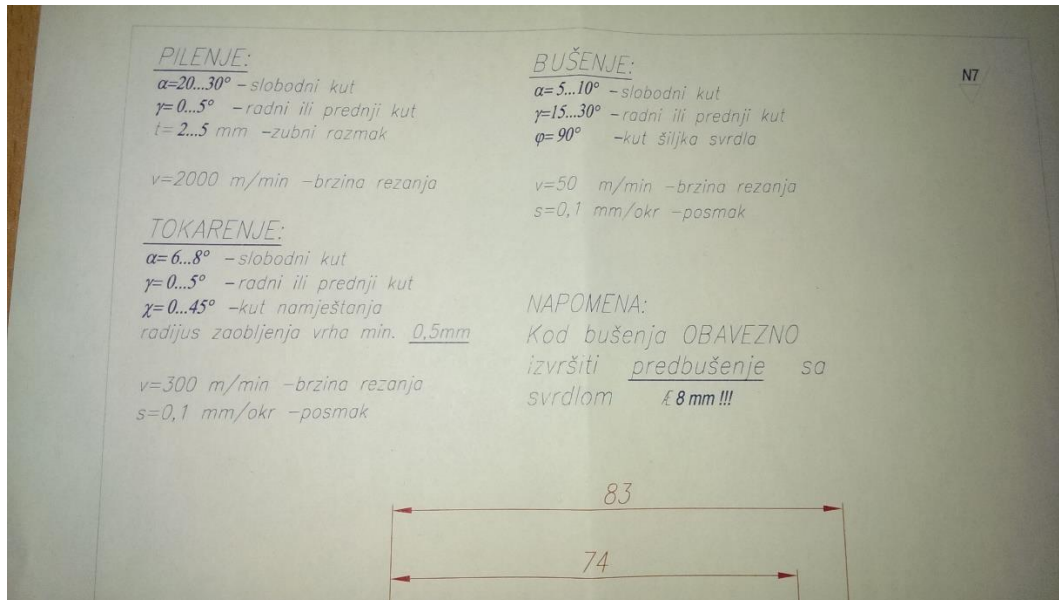 PILENJE:
α=20...30° –slobodni kut
γ= 0...5° –radni ili prednji kut
t= 2...5 mm –zubni razmak
v=2000 m/min –brzina rezanja
TOKARENJE:
α= 6...8° –slobodni kut
γ= 0...5° –radni ili prednji kut
χ= 0...45° –kut namještanja
radijus zaobljenja vrha min. 0,5mm
v=300 m/min –brzina rezanja
s=0,1 mm/okr –posmak
BUŠENJE:
α= 5...10° –slobodni kut
γ=15...30° –radni ili prednji kut
φ= 90° –kut šiljka svrdla
v=50 m/min –brzina rezanja
s=0,1 mm/okr –posmak
NAPOMENA:
Kod bušenja OBAVEZNO
izvršiti predbušenje sa
svrdlom Æ 8 mm !!!
N7
83
74